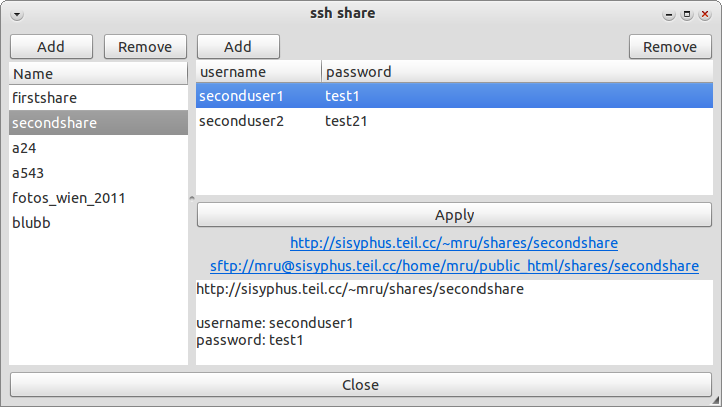 ssh share
Add
Remove
Add
Remove
Name
firstshare
secondshare
a24
a543
fotos_wien_2011
blubb
username password
seconduser1 test1
seconduser2 test21
Apply
http://sisyphus.teil.cc/~mru/shares/secondshare
sftp://mru@sisyphus.teil.cc/home/mru/public_html/shares/secondshare
http://sisyphus.teil.cc/~mru/shares/secondshare
username: seconduser1
password: test1
Close